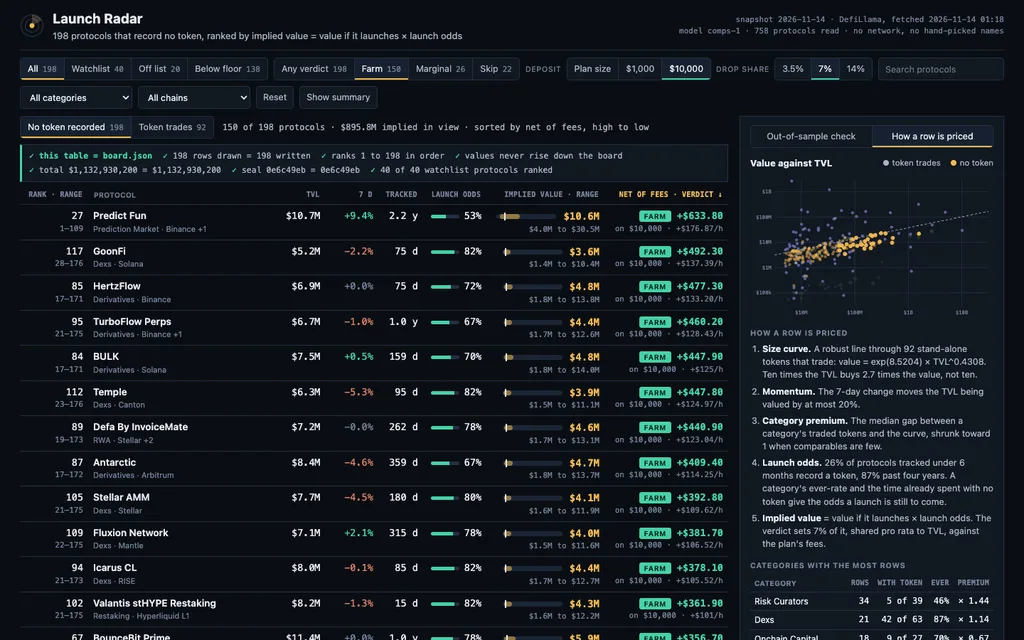 Launch Radar
198 protocols that record no token, ranked by implied value = value if it launches × launch odds
snapshot 2026-11-14 · DefiLlama, fetched 2026-11-14 01:18
model comps-1 · 758 protocols read · no network, no hand-picked names
All 198 Watchlist 40 Off list 20 Below floor 138 Any verdict 198 Farm 150 Marginal 26 Skip 22 DEPOSIT Plan size $1,000 $10,000 DROP SHARE 3.5% 7% 14% Search protocols
All categories All chains Reset Show summary
No token recorded 198 Token trades 92 150 of 198 protocols · $895.8M implied in view · sorted by net of fees, high to low
✓ this table = board.json ✓ 198 rows drawn = 198 written ✓ ranks 1 to 198 in order ✓ values never rise down the board
✓ total $1,132,930,200 = $1,132,930,200 ✓ seal 0e6c49eb = 0e6c49eb ✓ 40 of 40 watchlist protocols ranked
RANK · RANGE PROTOCOL TVL 7 D TRACKED LAUNCH ODDS IMPLIED VALUE · RANGE NET OF FEES · VERDICT ↓
27 Predict Fun $10.7M +9.4% 2.2 y 53% $10.6M FARM +$633.80
1–109 Prediction Market · Binance +1 $4.0M to $30.5M on $10,000 · +$176.87/H
117 GoonFi $5.2M −2.2% 75 d 82% $3.6M FARM +$492.30
28–176 Dexs · Solana $1.4M to $10.4M on $10,000 · +$137.39/H
85 HertzFlow $6.9M +0.0% 75 d 72% $4.8M FARM +$477.30
17–171 Derivatives · Binance $1.8M to $13.8M on $10,000 · +$133.20/H
95 TurboFlow Perps $6.7M −1.0% 1.0 y 67% $4.4M FARM +$460.20
21–175 Derivatives · Binance +1 $1.7M to $12.6M on $10,000 · +$128.43/H
84 BULK $7.5M +0.5% 159 d 70% $4.8M FARM +$447.90
17–171 Derivatives · Solana $1.8M to $14.0M on $10,000 · +$125/H
112 Temple $6.3M −5.3% 95 d 82% $3.9M FARM +$447.80
23–176 Dexs · Canton $1.5M to $11.1M on $10,000 · +$124.97/H
89 Defa By InvoiceMate $7.2M −0.0% 262 d 78% $4.6M FARM +$440.90
19–173 RWA · Stellar +2 $1.7M to $13.1M on $10,000 · +$123.04/H
87 Antarctic $8.4M −4.6% 359 d 67% $4.7M FARM +$409.40
17–172 Derivatives · Arbitrum $1.8M to $13.7M on $10,000 · +$114.25/H
105 Stellar AMM $7.7M −4.5% 180 d 80% $4.1M FARM +$392.80
21–175 Dexs · Stellar $1.6M to $11.9M on $10,000 · +$109.62/H
109 Fluxion Network $7.1M +2.1% 315 d 78% $4.0M FARM +$381.70
22–175 Dexs · Mantle $1.5M to $11.6M on $10,000 · +$106.52/H
94 Icarus CL $8.0M −0.1% 85 d 82% $4.4M FARM +$378.10
21–173 Dexs · RISE $1.7M to $12.7M on $10,000 · +$105.52/H
102 Valantis stHYPE Restaking $8.2M −1.3% 15 d 82% $4.3M FARM +$361.90
21–175 Restaking · Hyperliquid L1 $1.6M to $12.2M on $10,000 · +$101/H
67 BounceBit Prime $11.4M +0.0% 1.0 y 78% $5.9M FARM +$356.70
Out-of-sample check How a row is priced
Value against TVL token trades no token
$1B
$100M
$10M
$1M
$100k
$10M $100M $1B $10B
HOW A ROW IS PRICED
1. Size curve. A robust line through 92 stand-alone
tokens that trade: value = exp(8.5204) × TVL^0.4308.
Ten times the TVL buys 2.7 times the value, not ten.
2. Momentum. The 7-day change moves the TVL being
valued by at most 20%.
3. Category premium. The median gap between a
category's traded tokens and the curve, shrunk toward
1 when comparables are few.
4. Launch odds. 26% of protocols tracked under 6
months record a token, 87% past four years. A
category's ever-rate and the time already spent with no
token give the odds a launch is still to come.
5. Implied value = value if it launches × launch odds. The
verdict sets 7% of it, shared pro rata to TVL, against
the plan's fees.
CATEGORIES WITH THE MOST ROWS
CATEGORY ROWS WITH TOKEN EVER PREMIUM
Risk Curators 34 5 of 39 46% × 1.44
Dexs 21 42 of 63 87% × 1.14
Onchain Capital 18 9 of 27 70% × 0.67